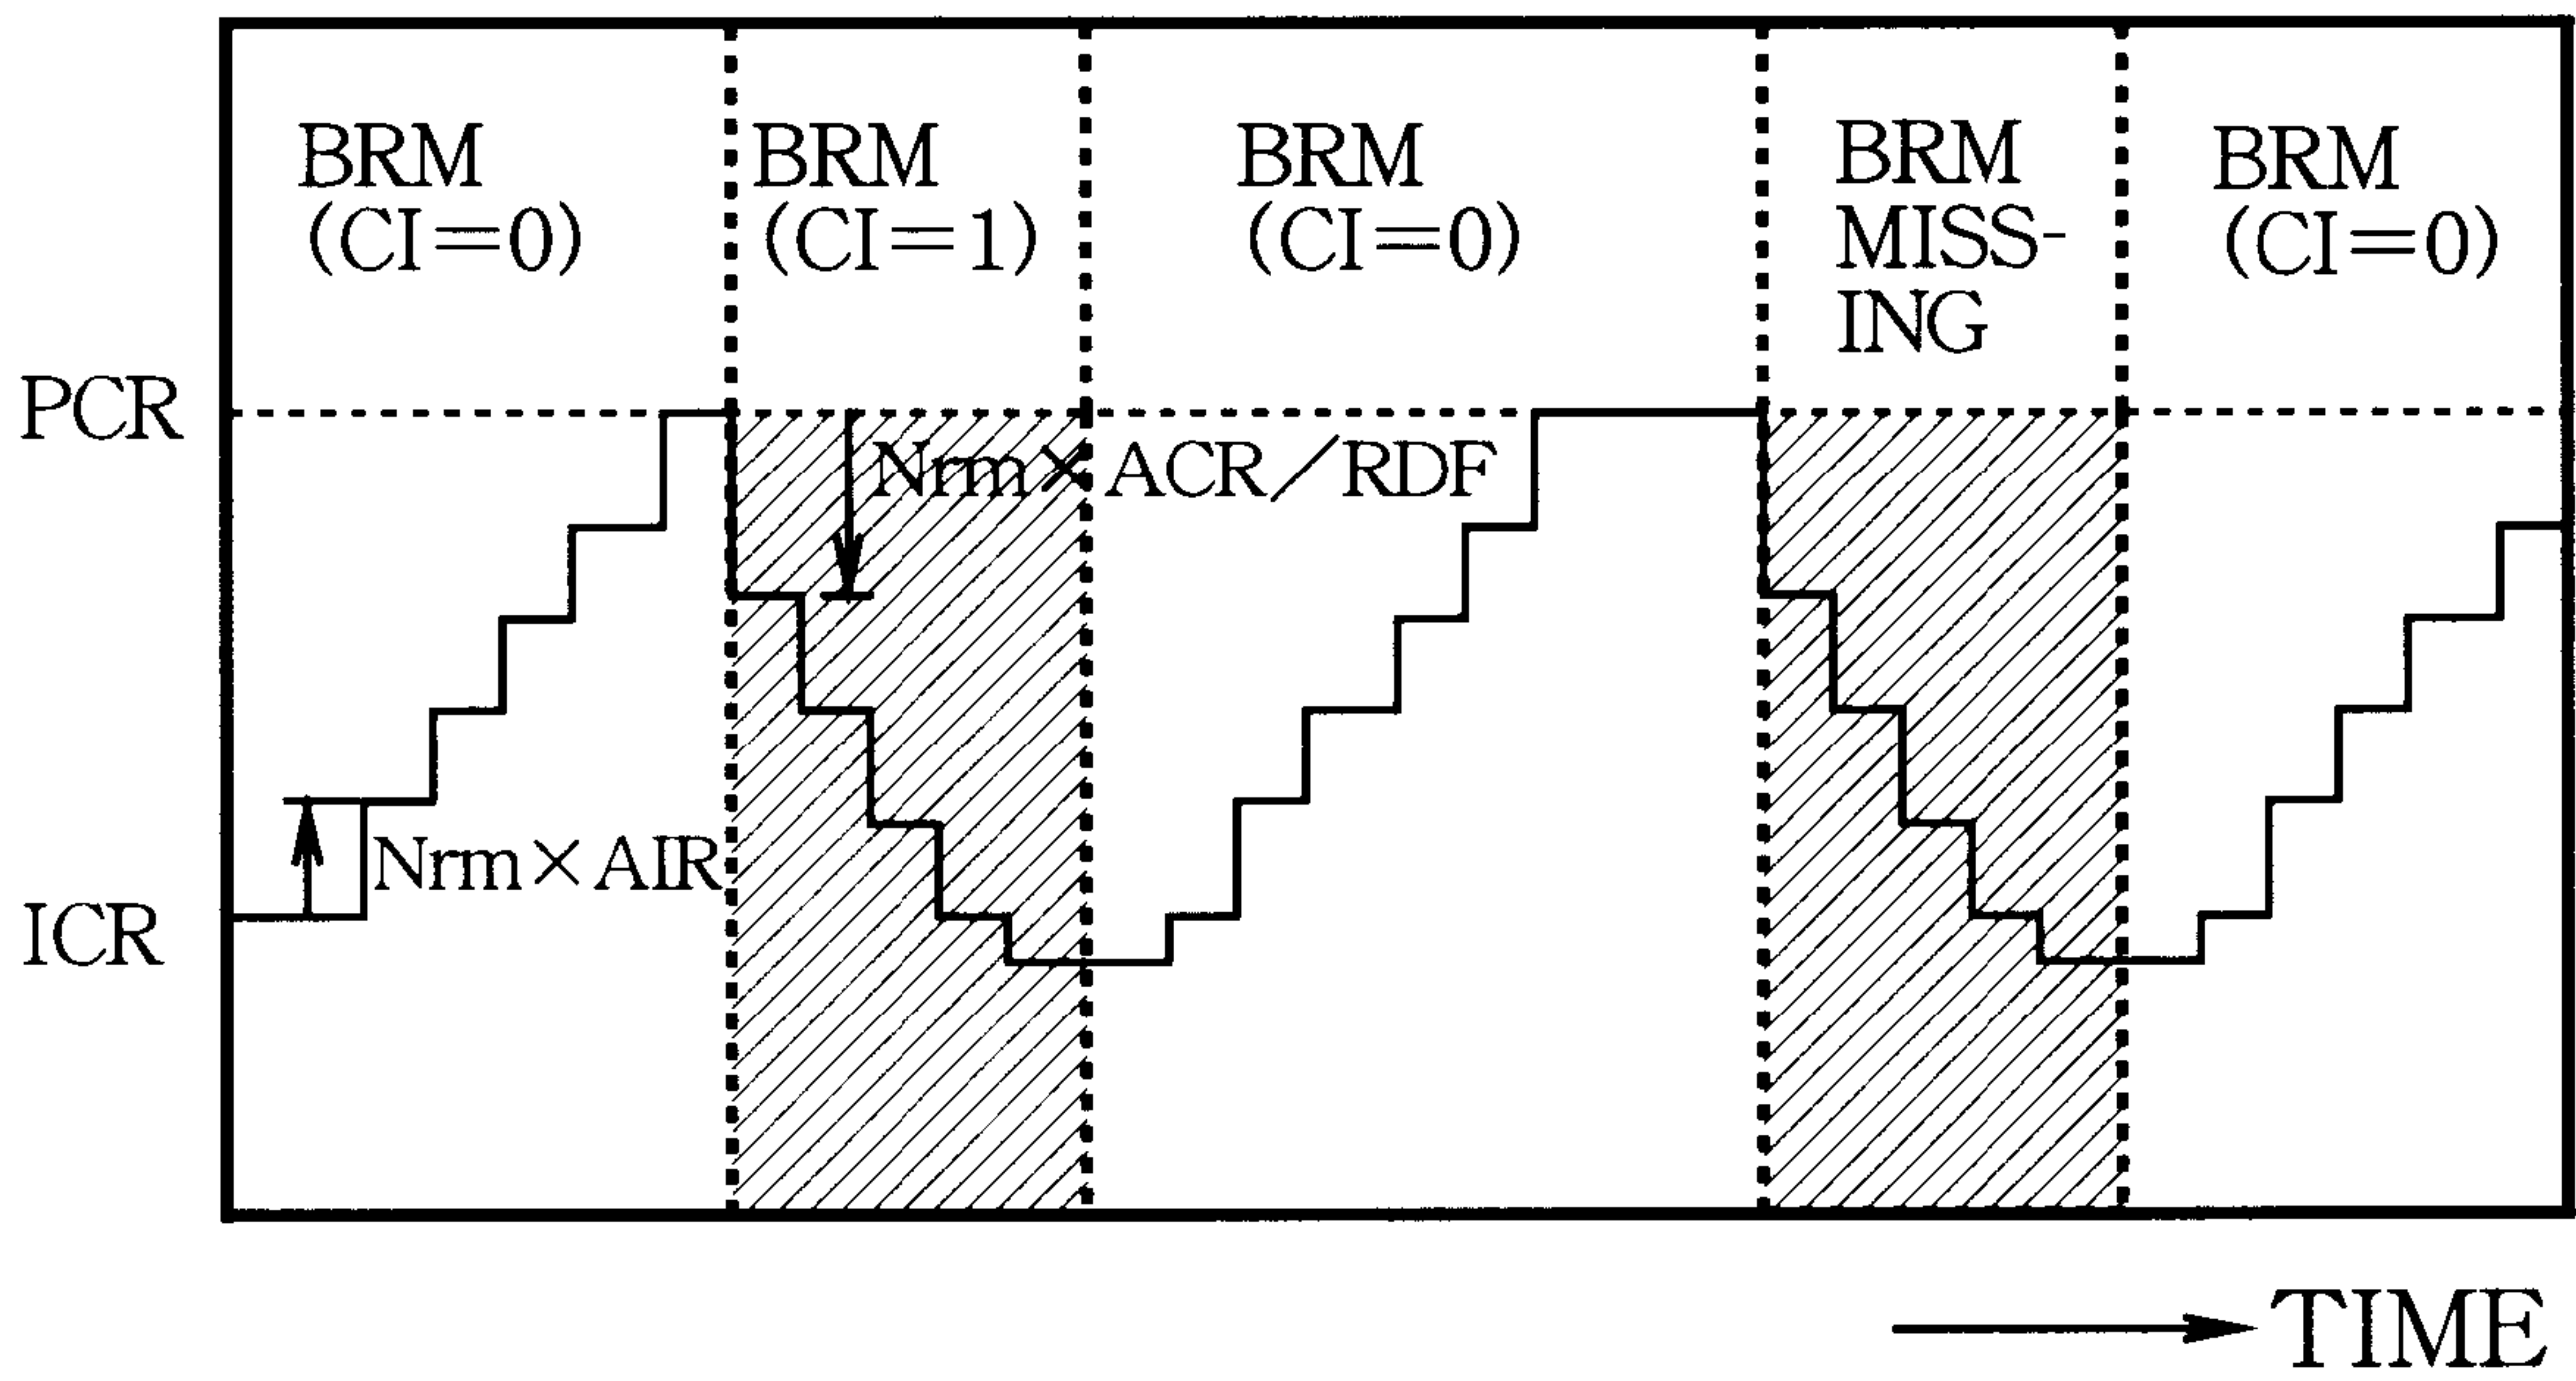 BRM
(CI=0)
BRM
(CI=1)
BRM
(CI=0)
BRM
MISS-
ING
BRM
(CI=0)
PCR
Nrm×ACR/RDF
Nrm×AIR
ICR
TIME